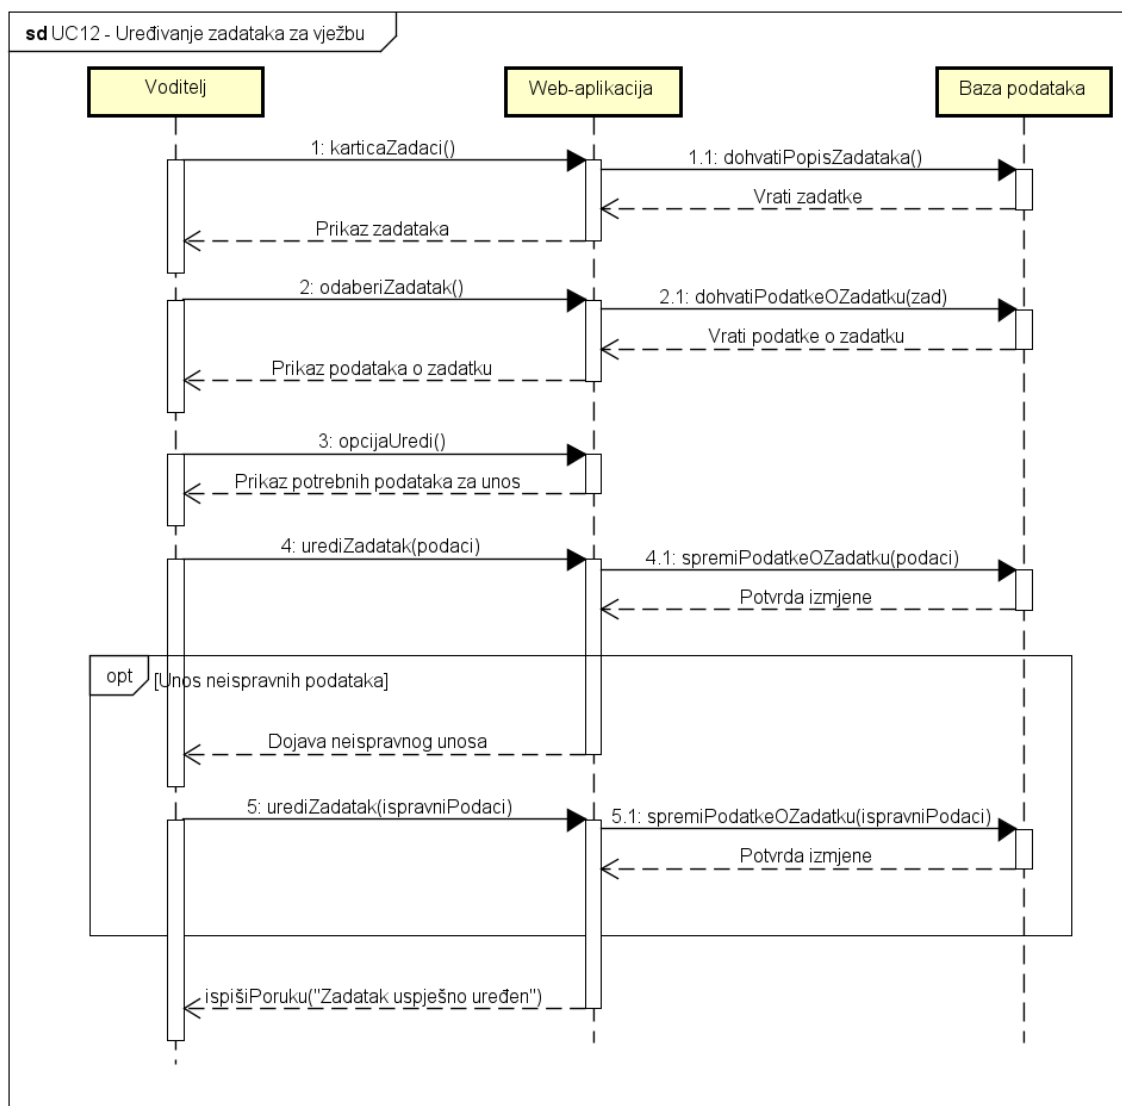 sd UC12 - Uređivanje zadataka za vježbu
Voditelj
Web-aplikacija
Baza podataka
1: karticaZadaci()
1.1: dohvatiPopisZadataka()
Vrati zadatke
Prikaz zadataka
2: odaberiZadatak()
2.1: dohvatiPodatkeOZadatku(zad)
Vrati podatke o zadatku
Prikaz podataka o zadatku
3: opcijaUredi()
Prikaz potrebnih podataka za unos
4: urediZadatak(podaci)
4.1: spremiPodatkeOZadatku(podaci)
Potvrda izmjene
opt
[Unos neispravnih podataka]
Dojava neispravnog unosa
5: urediZadatak(ispravniPodaci)
5.1: spremiPodatkeOZadatku(ispravniPodaci)
Potvrda izmjene
ispišiPoruku("Zadatak uspješno uređen")